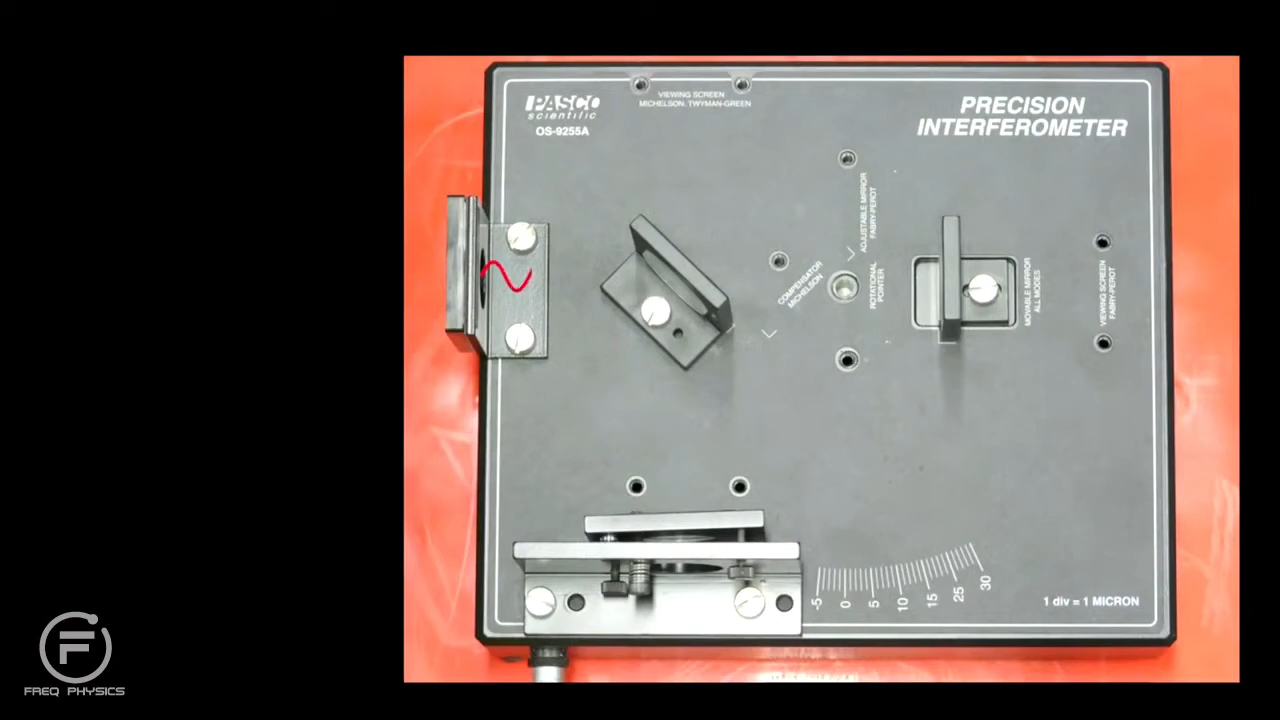 VIEWING SCREEN
MICHELSON, TWYMAN-GREEN
PASCO
scientific
OS-9255A
PRECISION
INTERFEROMETER
ADJUSTABLE MIRROR
FABRY-PEROT
COMPENSATOR
MICHELSON
ROTATIONAL
POINTER
MOVABLE MIRROR
ALL MODES
VIEWING SCREEN
FABRY-PEROT
-5 0 5 10 15 25 30
1 div = 1 MICRON
F
FREQ PHYSICS